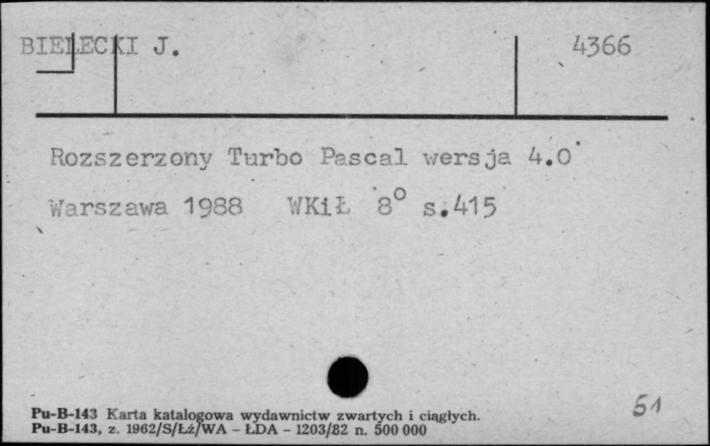 BIELECKI J. 4366
Rozszerzony Turbo Pascal wersja 4.0
Warszawa 1988 WKiŁ 8° s.415
51
Pu-B-143 Karta katalogowa wydawnictw zwartych i ciągłych.
Pu-B-143, z. 1962/S/Łź/WA - ŁDA - 1203/82 n. 500 000